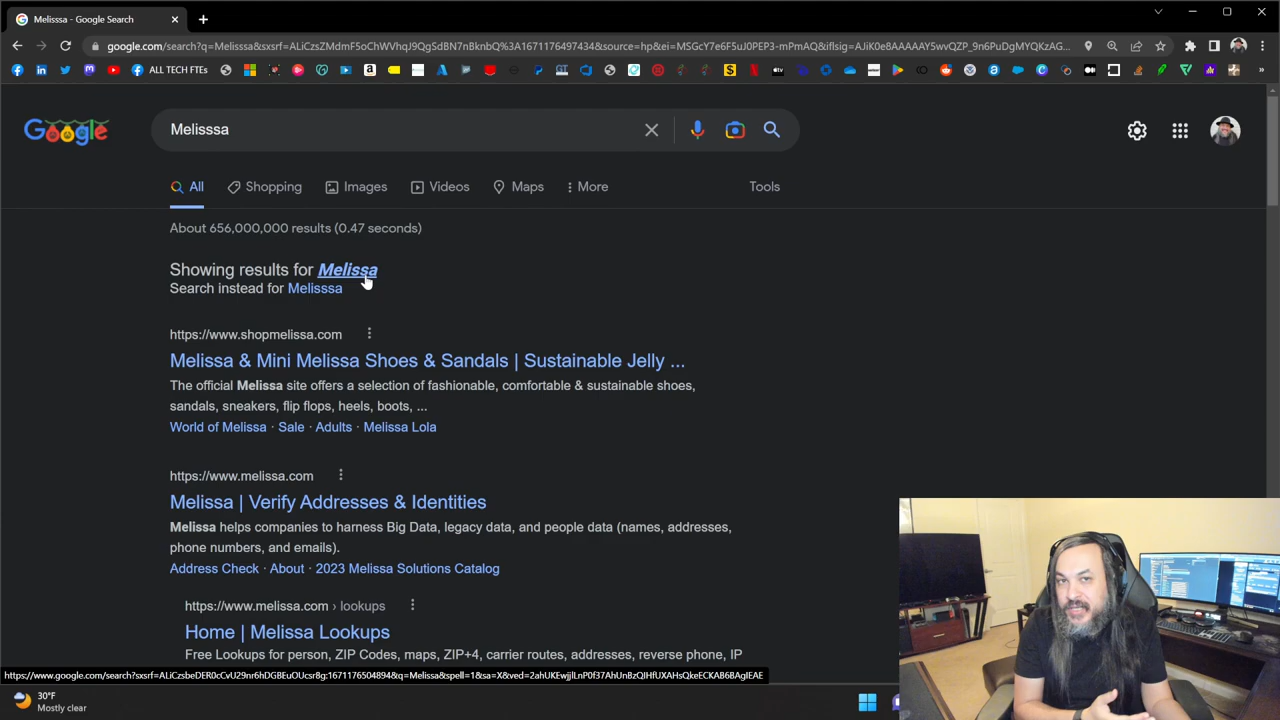 Melisssa - Google Search
google.com/search?q=Melisssa&sxsrf=ALiCzsZMdmF5oChWVhqJ9QgSdBN7nBknbQ%3A1671176497434&source=hp&ei=MSGcY7e6F5uJ0PEP3-mPmAQ&iflsig=AJiK0e8AAAAAY5wvQZP_9n6PuDgMYQKzAG...
ALL TECH FTEs
Google
Melisssa
All
Shopping
Images
Videos
Maps
More
Tools
About 656,000,000 results (0.47 seconds)
Showing results for Melissa
Search instead for Melisssa
https://www.shopmelissa.com
Melissa & Mini Melissa Shoes & Sandals | Sustainable Jelly ...
The official Melissa site offers a selection of fashionable, comfortable & sustainable shoes,
sandals, sneakers, flip flops, heels, boots, ...
World of Melissa · Sale · Adults · Melissa Lola
https://www.melissa.com
Melissa | Verify Addresses & Identities
Melissa helps companies to harness Big Data, legacy data, and people data (names, addresses,
phone numbers, and emails).
Address Check · About · 2023 Melissa Solutions Catalog
https://www.melissa.com › lookups
Home | Melissa Lookups
Free Lookups for person, ZIP Codes, maps, ZIP+4, carrier routes, addresses, reverse phone, IP
https://www.google.com/search?sxsrf=ALiCzsbeDER0cCvU29nr6hDGBEuOUcsr8g:1671176504894&q=Melissa&spell=1&sa=X&ved=2ahUKEwjjlLnP0f37AhUnBzQIHfUXAHsQkeECKAB6BAgIEAE
30°F
Mostly clear